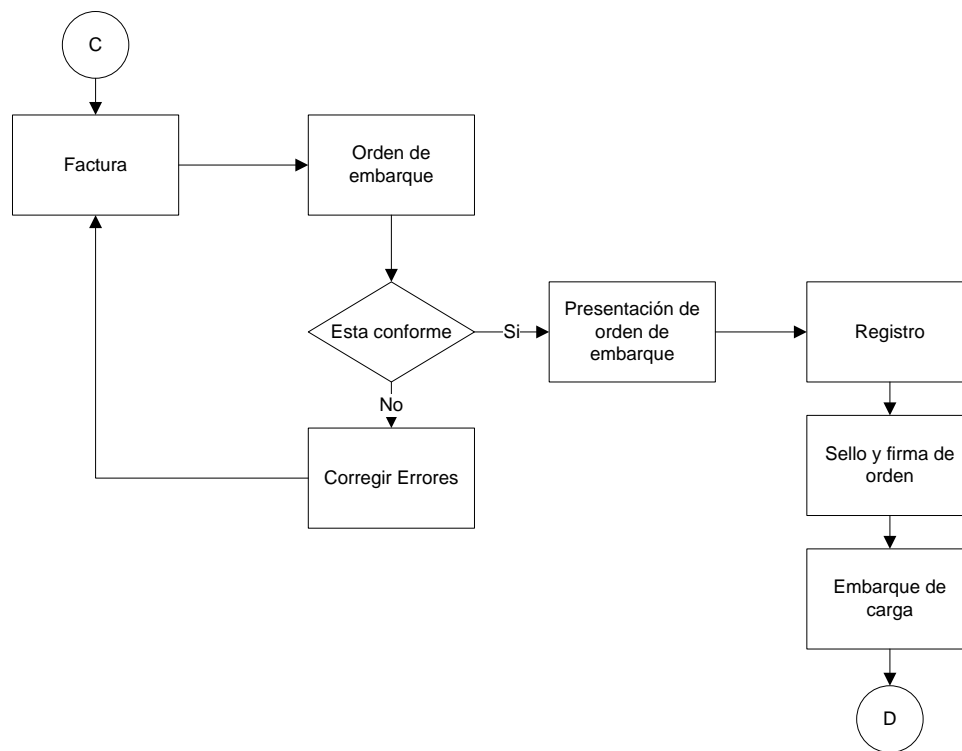 C
Factura
Orden de
embarque
Esta conforme
Si
Presentación de
orden de
embarque
Registro
No
Corregir Errores
Sello y firma de
orden
Embarque de
carga
D